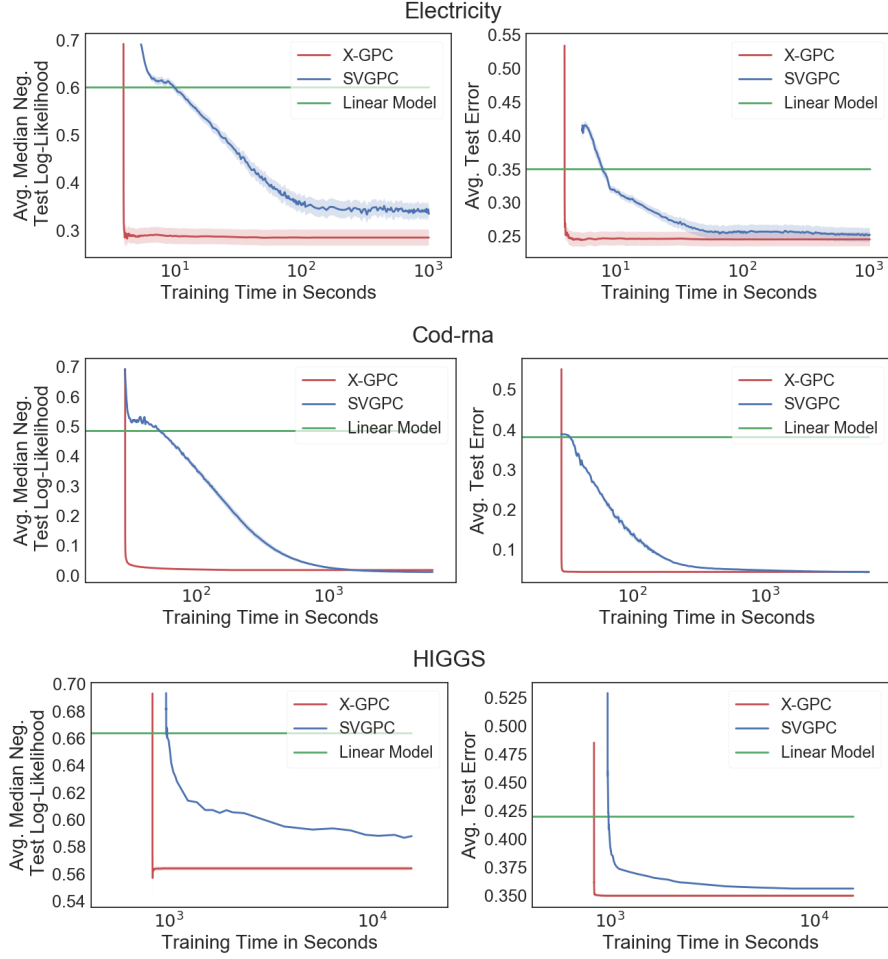 Electricity
Avg. Median Neg.
Test Log-Likelihood
0.7
0.6
0.5
0.4
0.3
X-GPC
SVGPC
Linear Model
10^1
10^2
10^3
Training Time in Seconds
Avg. Test Error
0.55
0.50
0.45
0.40
0.35
0.30
0.25
X-GPC
SVGPC
Linear Model
10^1
10^2
10^3
Training Time in Seconds
Cod-rna
Avg. Median Neg.
Test Log-Likelihood
0.7
0.6
0.5
0.4
0.3
0.2
0.1
0.0
X-GPC
SVGPC
Linear Model
10^2
10^3
Training Time in Seconds
Avg. Test Error
0.5
0.4
0.3
0.2
0.1
X-GPC
SVGPC
Linear Model
10^2
10^3
Training Time in Seconds
HIGGS
Avg. Median Neg.
Test Log-Likelihood
0.70
0.68
0.66
0.64
0.62
0.60
0.58
0.56
0.54
X-GPC
SVGPC
Linear Model
10^3
10^4
Training Time in Seconds
Avg. Test Error
0.525
0.500
0.475
0.450
0.425
0.400
0.375
0.350
X-GPC
SVGPC
Linear Model
10^3
10^4
Training Time in Seconds